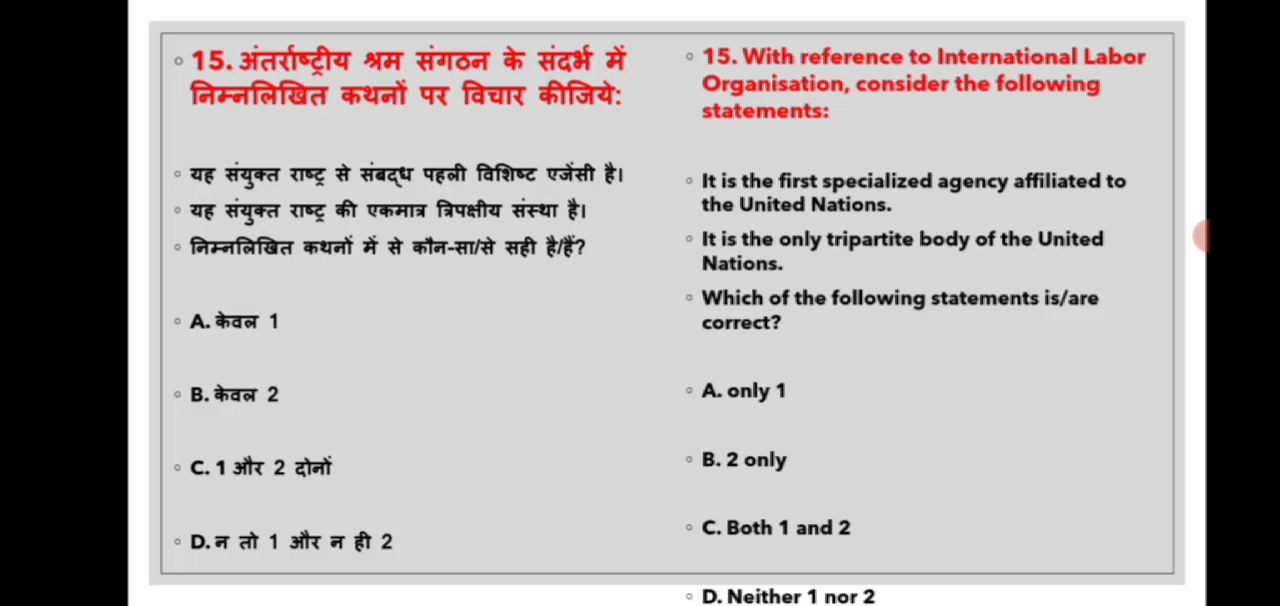 15. अंतर्राष्ट्रीय श्रम संगठन के संदर्भ में
निम्नलिखित कथनों पर विचार कीजिये:
यह संयुक्त राष्ट्र से संबद्ध पहली विशिष्ट एजेंसी है।
यह संयुक्त राष्ट्र की एकमात्र त्रिपक्षीय संस्था है।
निम्नलिखित कथनों में से कौन-सा/से सही है/हैं?
A. केवल 1
B. केवल 2
C. 1 और 2 दोनों
D. न तो 1 और न ही 2
15. With reference to International Labor
Organisation, consider the following
statements:
It is the first specialized agency affiliated to
the United Nations.
It is the only tripartite body of the United
Nations.
Which of the following statements is/are
correct?
A. only 1
B. 2 only
C. Both 1 and 2
D. Neither 1 nor 2